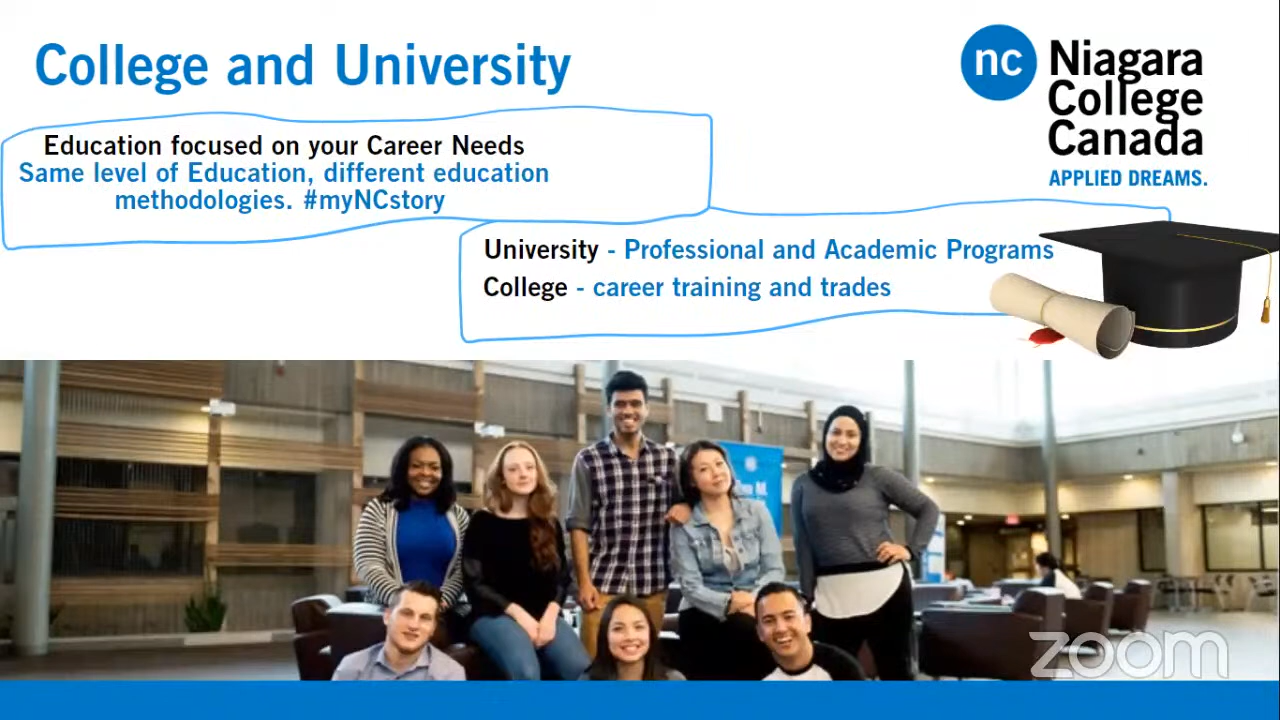 College and University
nc
Niagara
College
Canada
APPLIED DREAMS.
Education focused on your Career Needs
Same level of Education, different education
methodologies. #myNCstory
University - Professional and Academic Programs
College - career training and trades
zoom